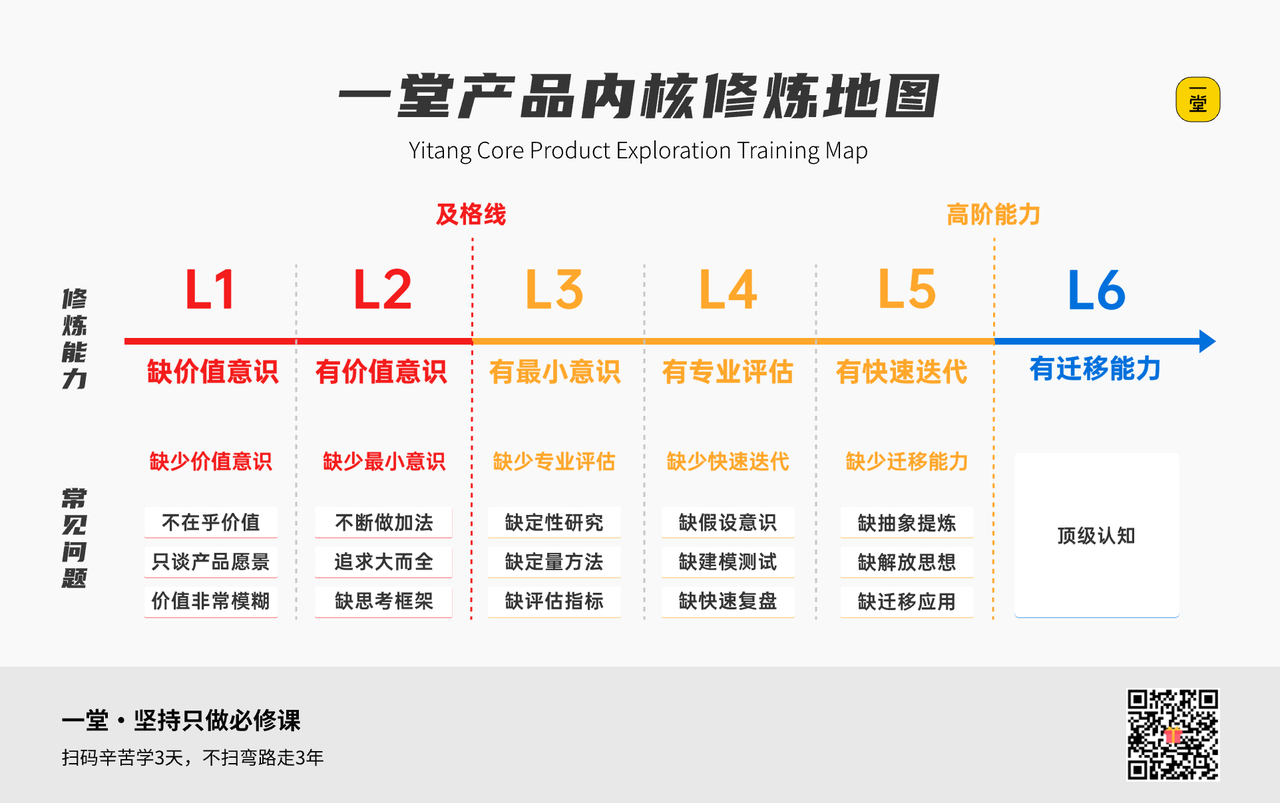 一堂产品内核修炼地图
一堂
Yitang Core Product Exploration Training Map
及格线
高阶能力
修炼能力
L1
L2
L3
L4
L5
L6
缺价值意识
有价值意识
有最小意识
有专业评估
有快速迭代
有迁移能力
常见问题
缺少价值意识
缺少最小意识
缺少专业评估
缺少快速迭代
缺少迁移能力
不在乎价值
不断做加法
缺定性研究
缺假设意识
缺抽象提炼
顶级认知
只谈产品愿景
追求大而全
缺定量方法
缺建模测试
缺解放思想
价值非常模糊
缺思考框架
缺评估指标
缺快速复盘
缺迁移应用
一堂·坚持只做必修课
扫码辛苦学3天，不扫弯路走3年